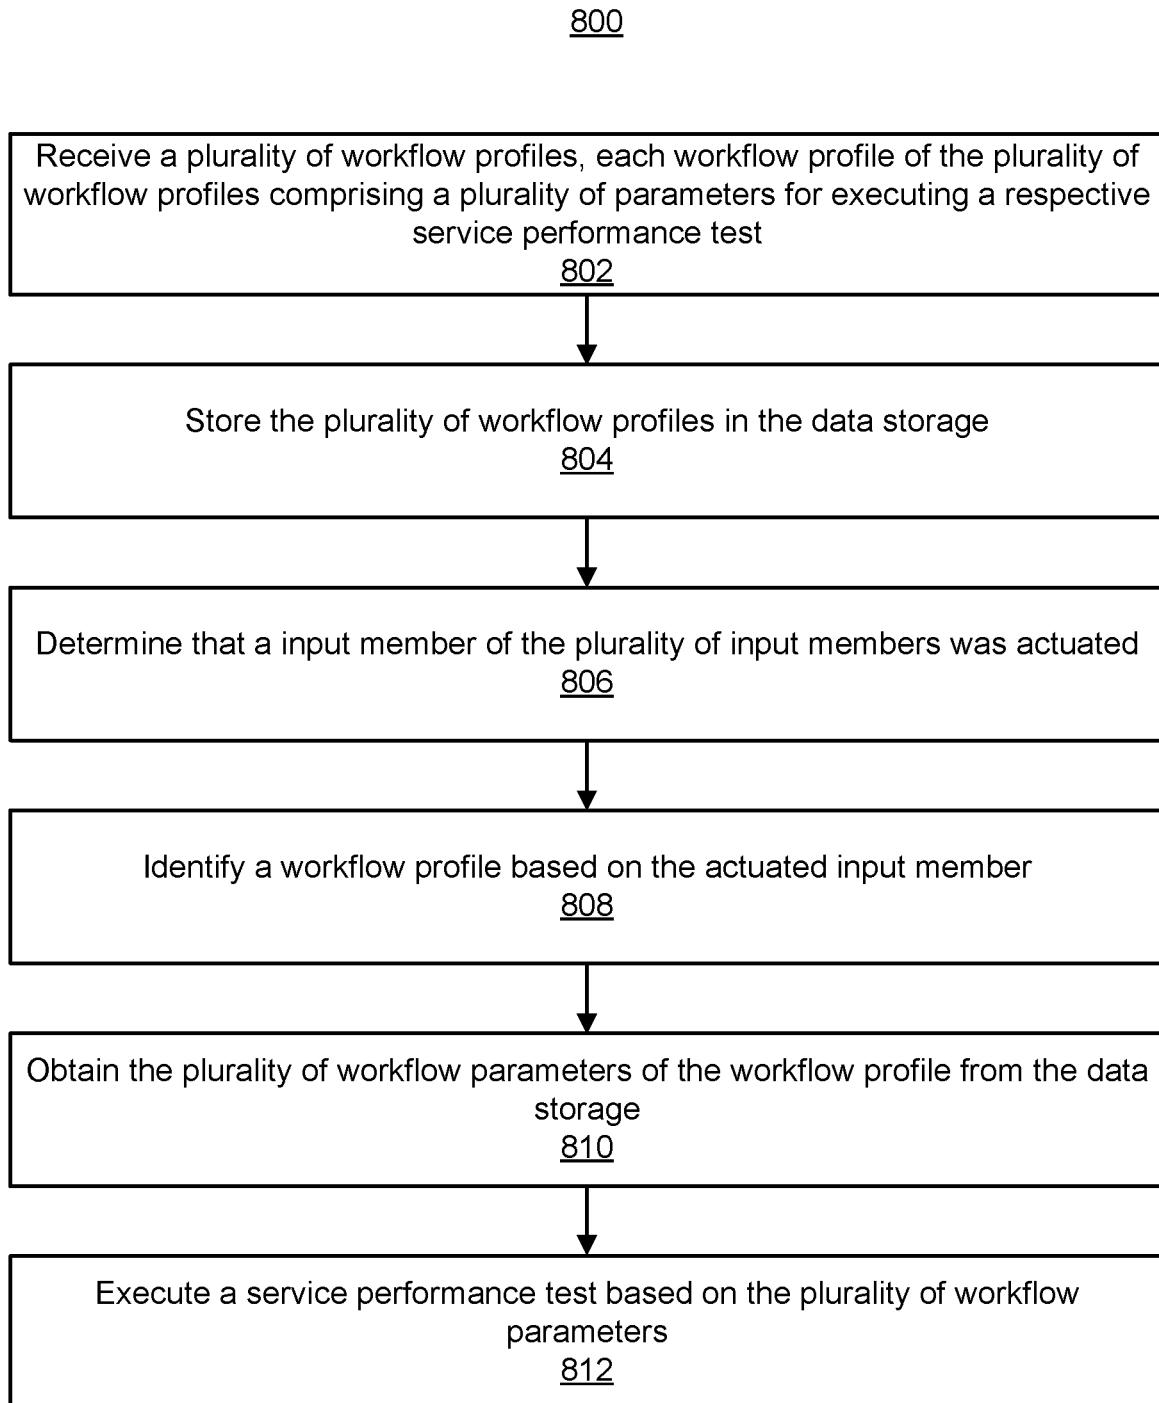 800
Receive a plurality of workflow profiles, each workflow profile of the plurality of
workflow profiles comprising a plurality of parameters for executing a respective
service performance test
802
Store the plurality of workflow profiles in the data storage
804
Determine that a input member of the plurality of input members was actuated
806
Identify a workflow profile based on the actuated input member
808
Obtain the plurality of workflow parameters of the workflow profile from the data
storage
810
Execute a service performance test based on the plurality of workflow
parameters
812